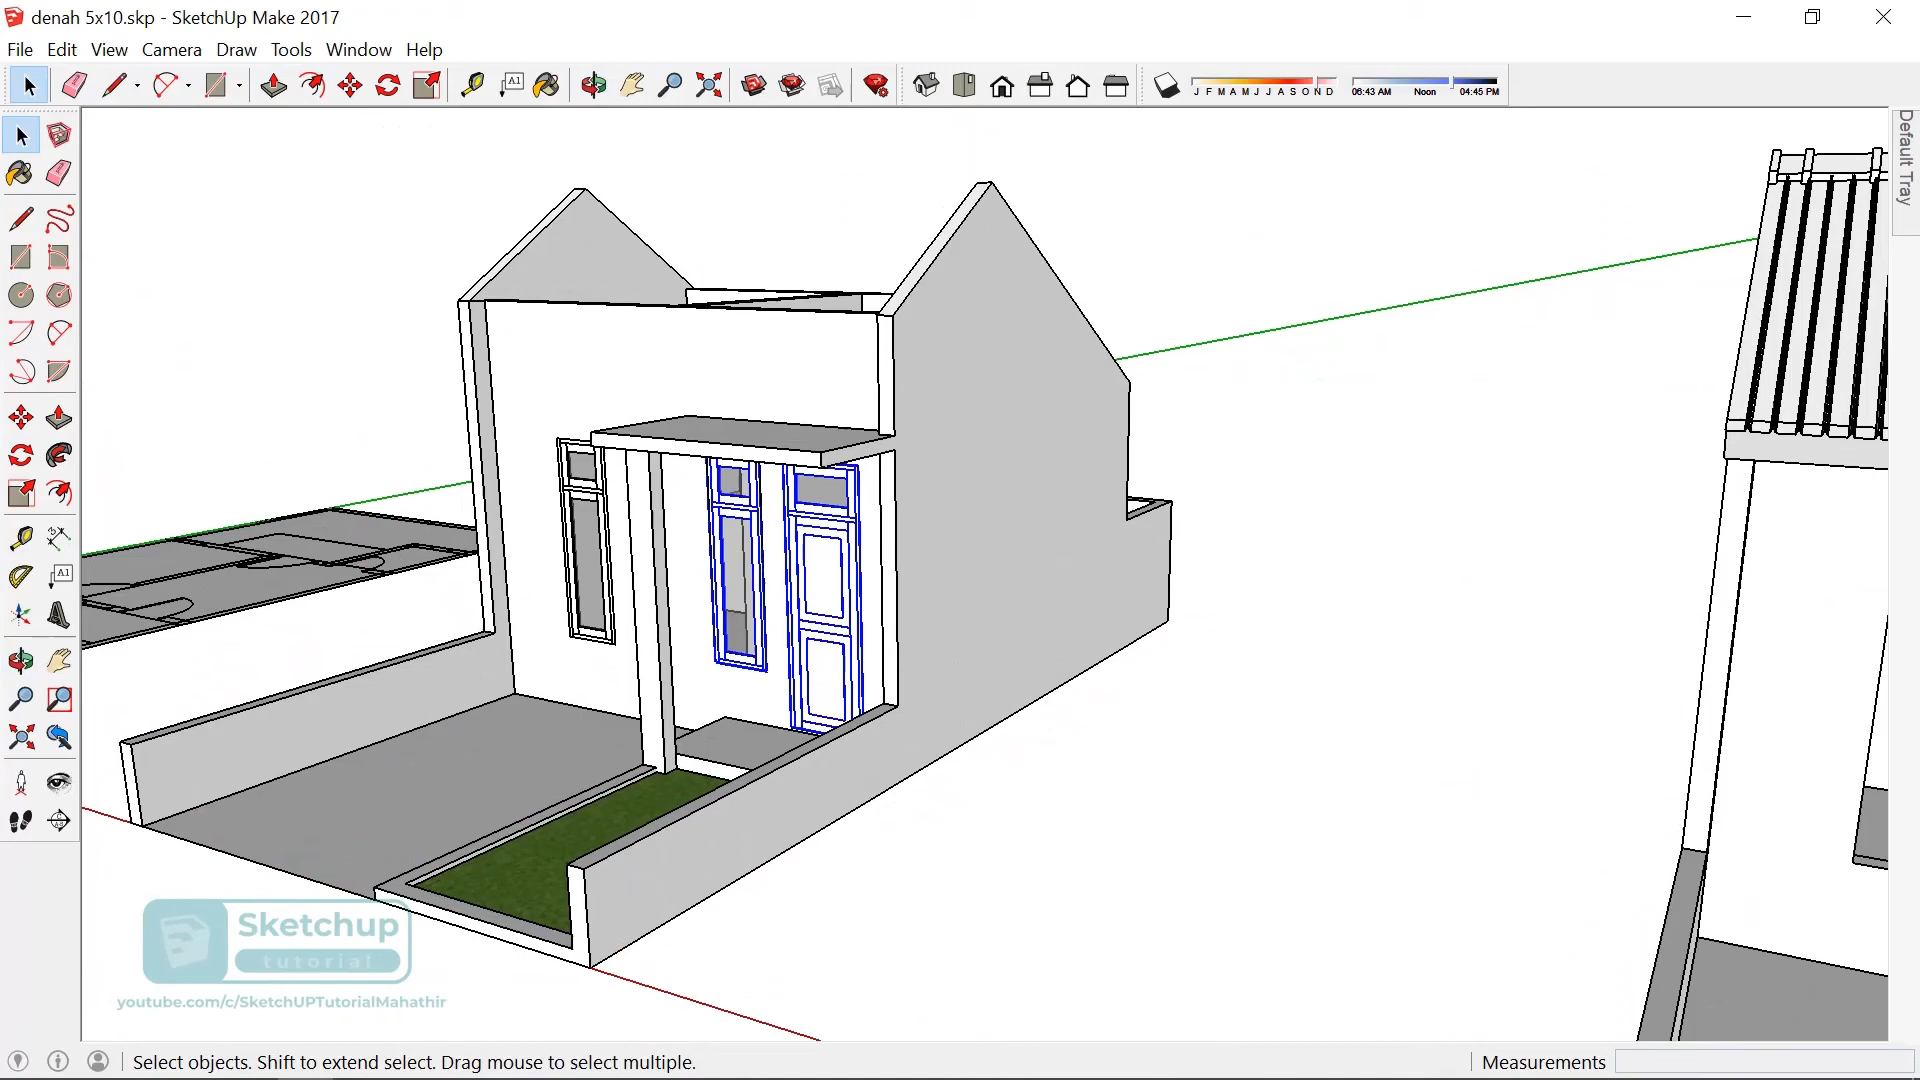 denah 5x10.skp - SketchUp Make 2017
File Edit View Camera Draw Tools Window Help
A1
J F M A M J J A S O N D
06:43 AM Noon 04:45 PM
Default Tray
A1
Sketchup
tutorial
youtube.com/c/SketchUPTutorialMahathir
Select objects. Shift to extend select. Drag mouse to select multiple.
Measurements